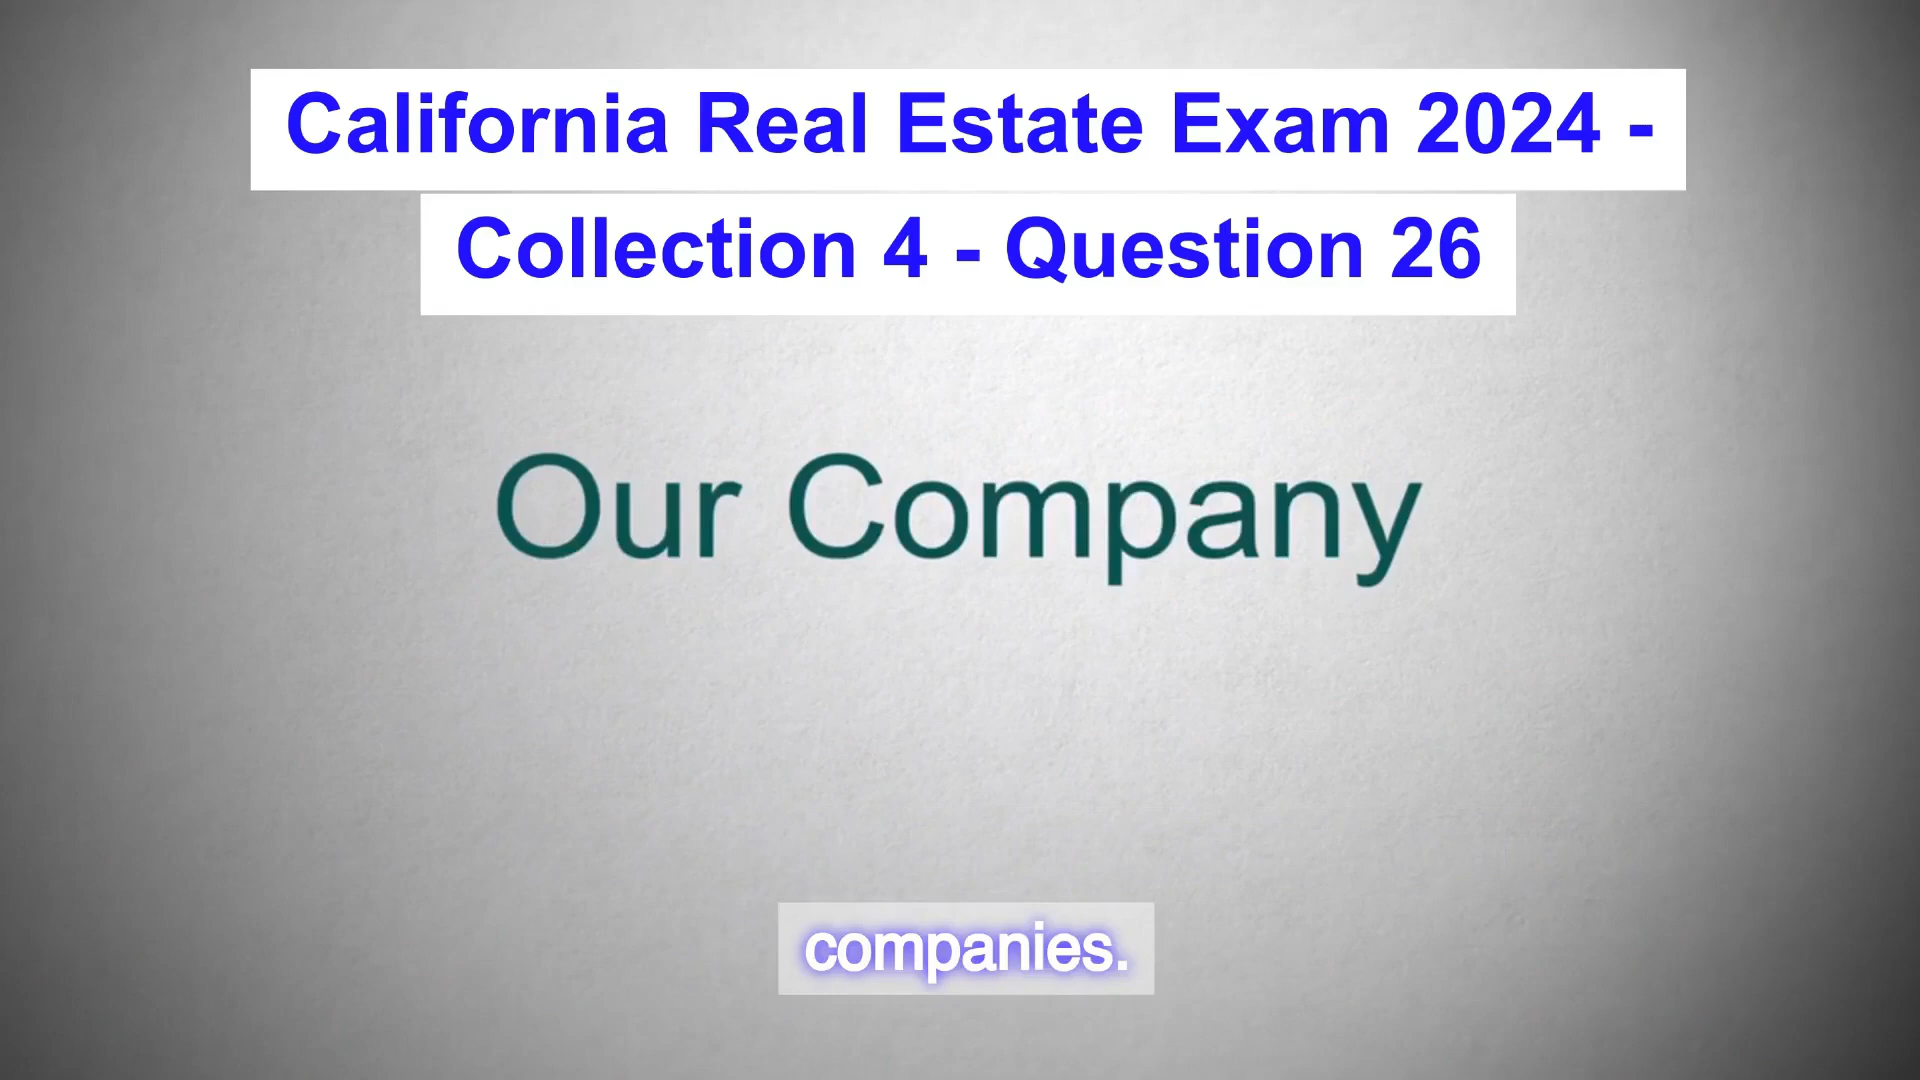 California Real Estate Exam 2024 -
Collection 4 - Question 26
Our Company
companies.